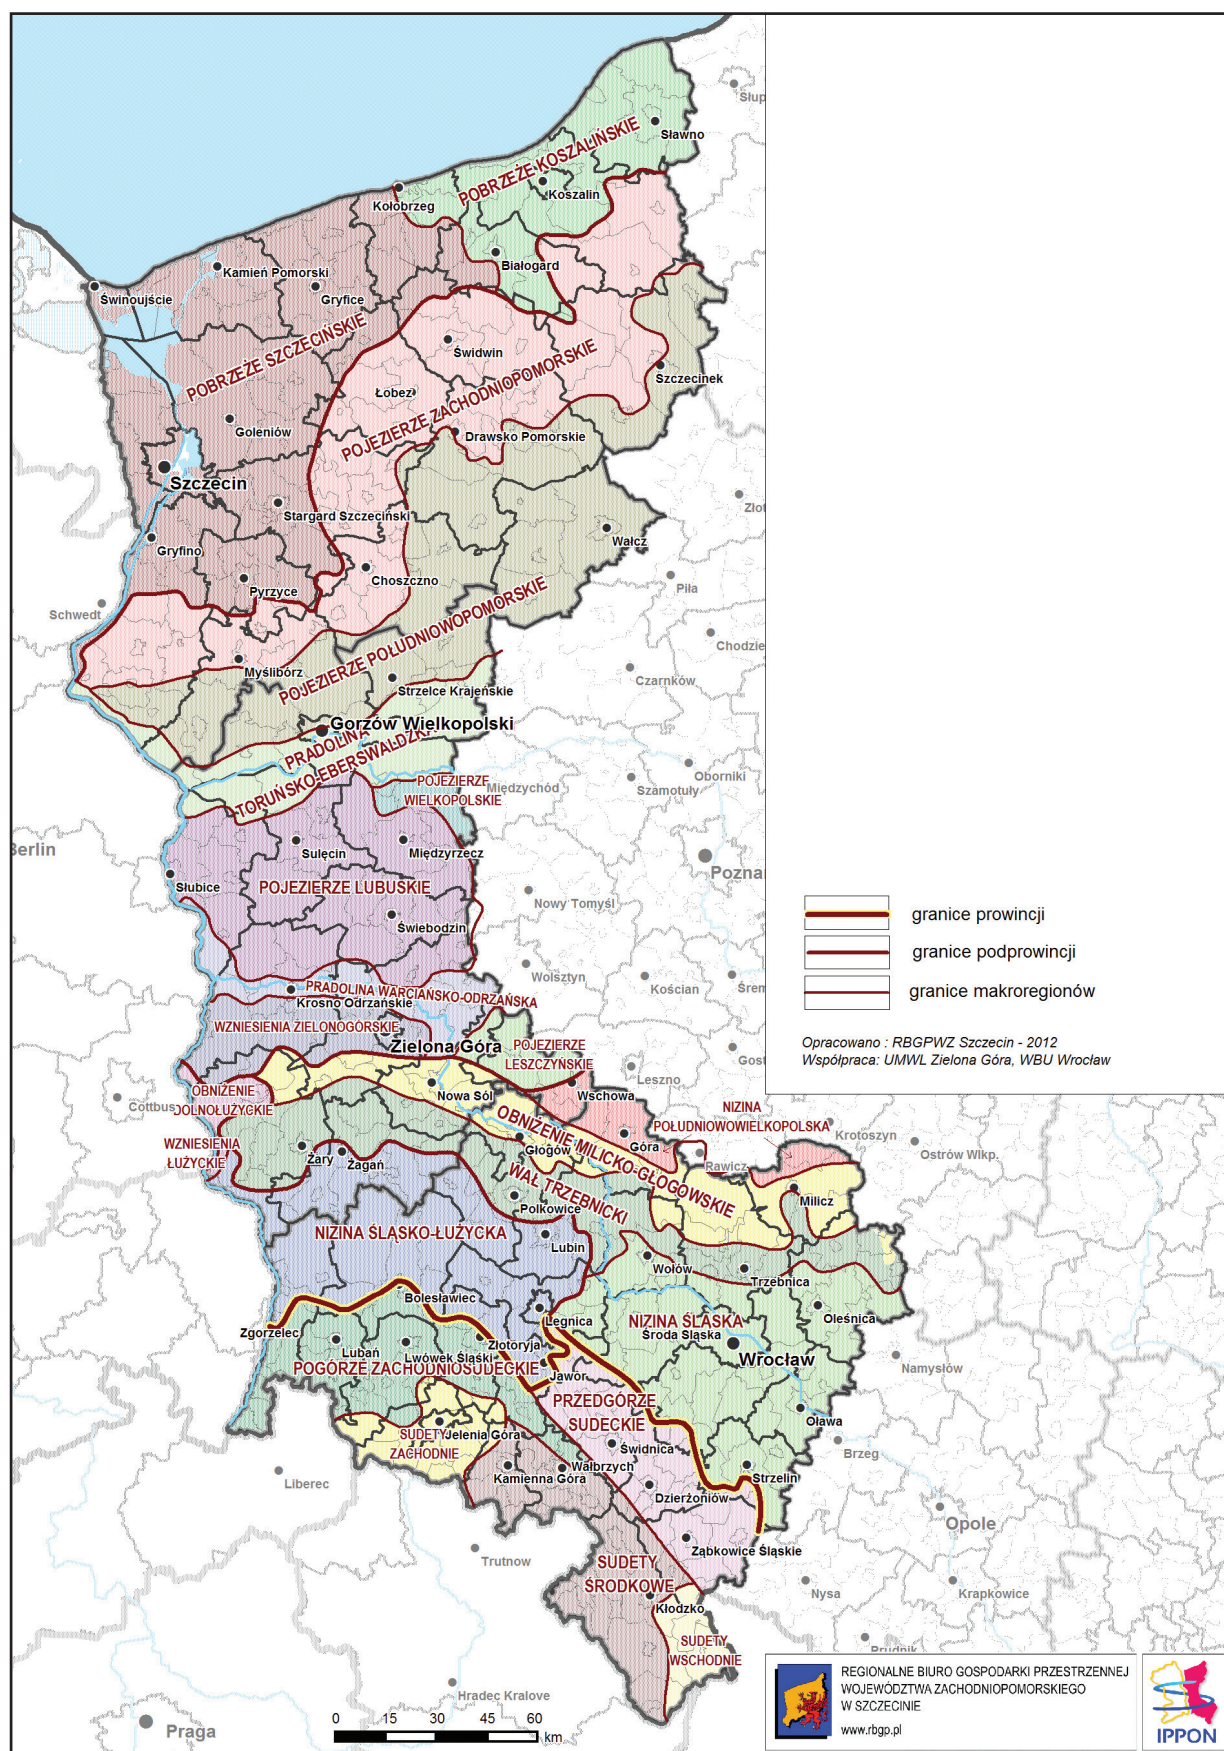 Słup
Sławno
POBRZEŻE KOSZALIŃSKIE
Koszalin
Kołobrzeg
Białogard
Kamień Pomorski
Świnoujście
Gryfice
POBRZEŻE SZCZECIŃSKIE
Świdwin
POJEZIERZE ZACHODNIOPOMORSKIE
Szczecinek
Łobez
Goleniów
Drawsko Pomorskie
Szczecin
Złot
Stargard Szczeciński
Gryfino
Wałcz
Choszczno
Pyrzyce
Piła
Schwedt
POJEZIERZE POŁUDNIOWOPOMORSKIE
Chodzie
Myślibórz
Czarnków
Strzelce Krajeńskie
Gorzów Wielkopolski
PRADOLINA
TORUŃSKO-EBERSWALDZKA
Oborniki
POJEZIERZE
WIELKOPOLSKIE
Międzychód
Szamotuły
Berlin
Sulęcin
Międzyrzecz
Poznań
Słubice
POJEZIERZE LUBUSKIE
Nowy Tomyśl
Świebodzin
granice prowincji
granice podprowincji
granice makroregionów
Wolsztyn
Kościan
Śrem
PRADOLINA WARCIAŃSKO-ODRZAŃSKA
Krosno Odrzańskie
WZNIESIENIA ZIELONOGÓRSKIE
Zielona Góra
POJEZIERZE
LESZCZYŃSKIE
Gost
Opracowano : RBGPWZ Szczecin - 2012
Współpraca: UMWL Zielona Góra, WBU Wrocław
Leszno
Wschowa
OBNIŻENIE
DOLNOŁUŻYCKIE
Cottbus
Nowa Sól
OBNIŻENIE MILICKO-GŁOGOWSKIE
NIZINA
POŁUDNIOWOWIELKOPOLSKA
Krotoszyn
Ostrów Wlkp.
WZNIESIENIA
ŁUŻYCKIE
Żary
Żagań
Głogów
Góra
Rawicz
WAŁ TRZEBNICKI
Polkowice
Milicz
NIZINA ŚLĄSKO-ŁUŻYCKA
Lubin
Wołów
Trzebnica
Bolesławiec
Legnica
NIZINA ŚLĄSKA
Oleśnica
Środa Śląska
Zgorzelec
Lubań
Lwówek Śląski
Złotoryja
Wrocław
Namysłów
POGÓRZE ZACHODNIOSUDECKIE
Jawór
PRZEDGÓRZE
SUDECKIE
Oława
SUDETY
ZACHODNIE
Jelenia Góra
Świdnica
Brzeg
Liberec
Kamienna Góra
Wałbrzych
Strzelin
Dzierżoniów
Opole
Trutnow
Ząbkowice Śląskie
SUDETY
ŚRODKOWE
Nysa
Krapkowice
Kłodzko
Prudnik
SUDETY
WSCHODNIE
Hradec Kralove
Praga
0 15 30 45 60
km
REGIONALNE BIURO GOSPODARKI PRZESTRZENNEJ
WOJEWÓDZTWA ZACHODNIOPOMORSKIEGO
W SZCZECINIE
www.rbgp.pl
IPPON